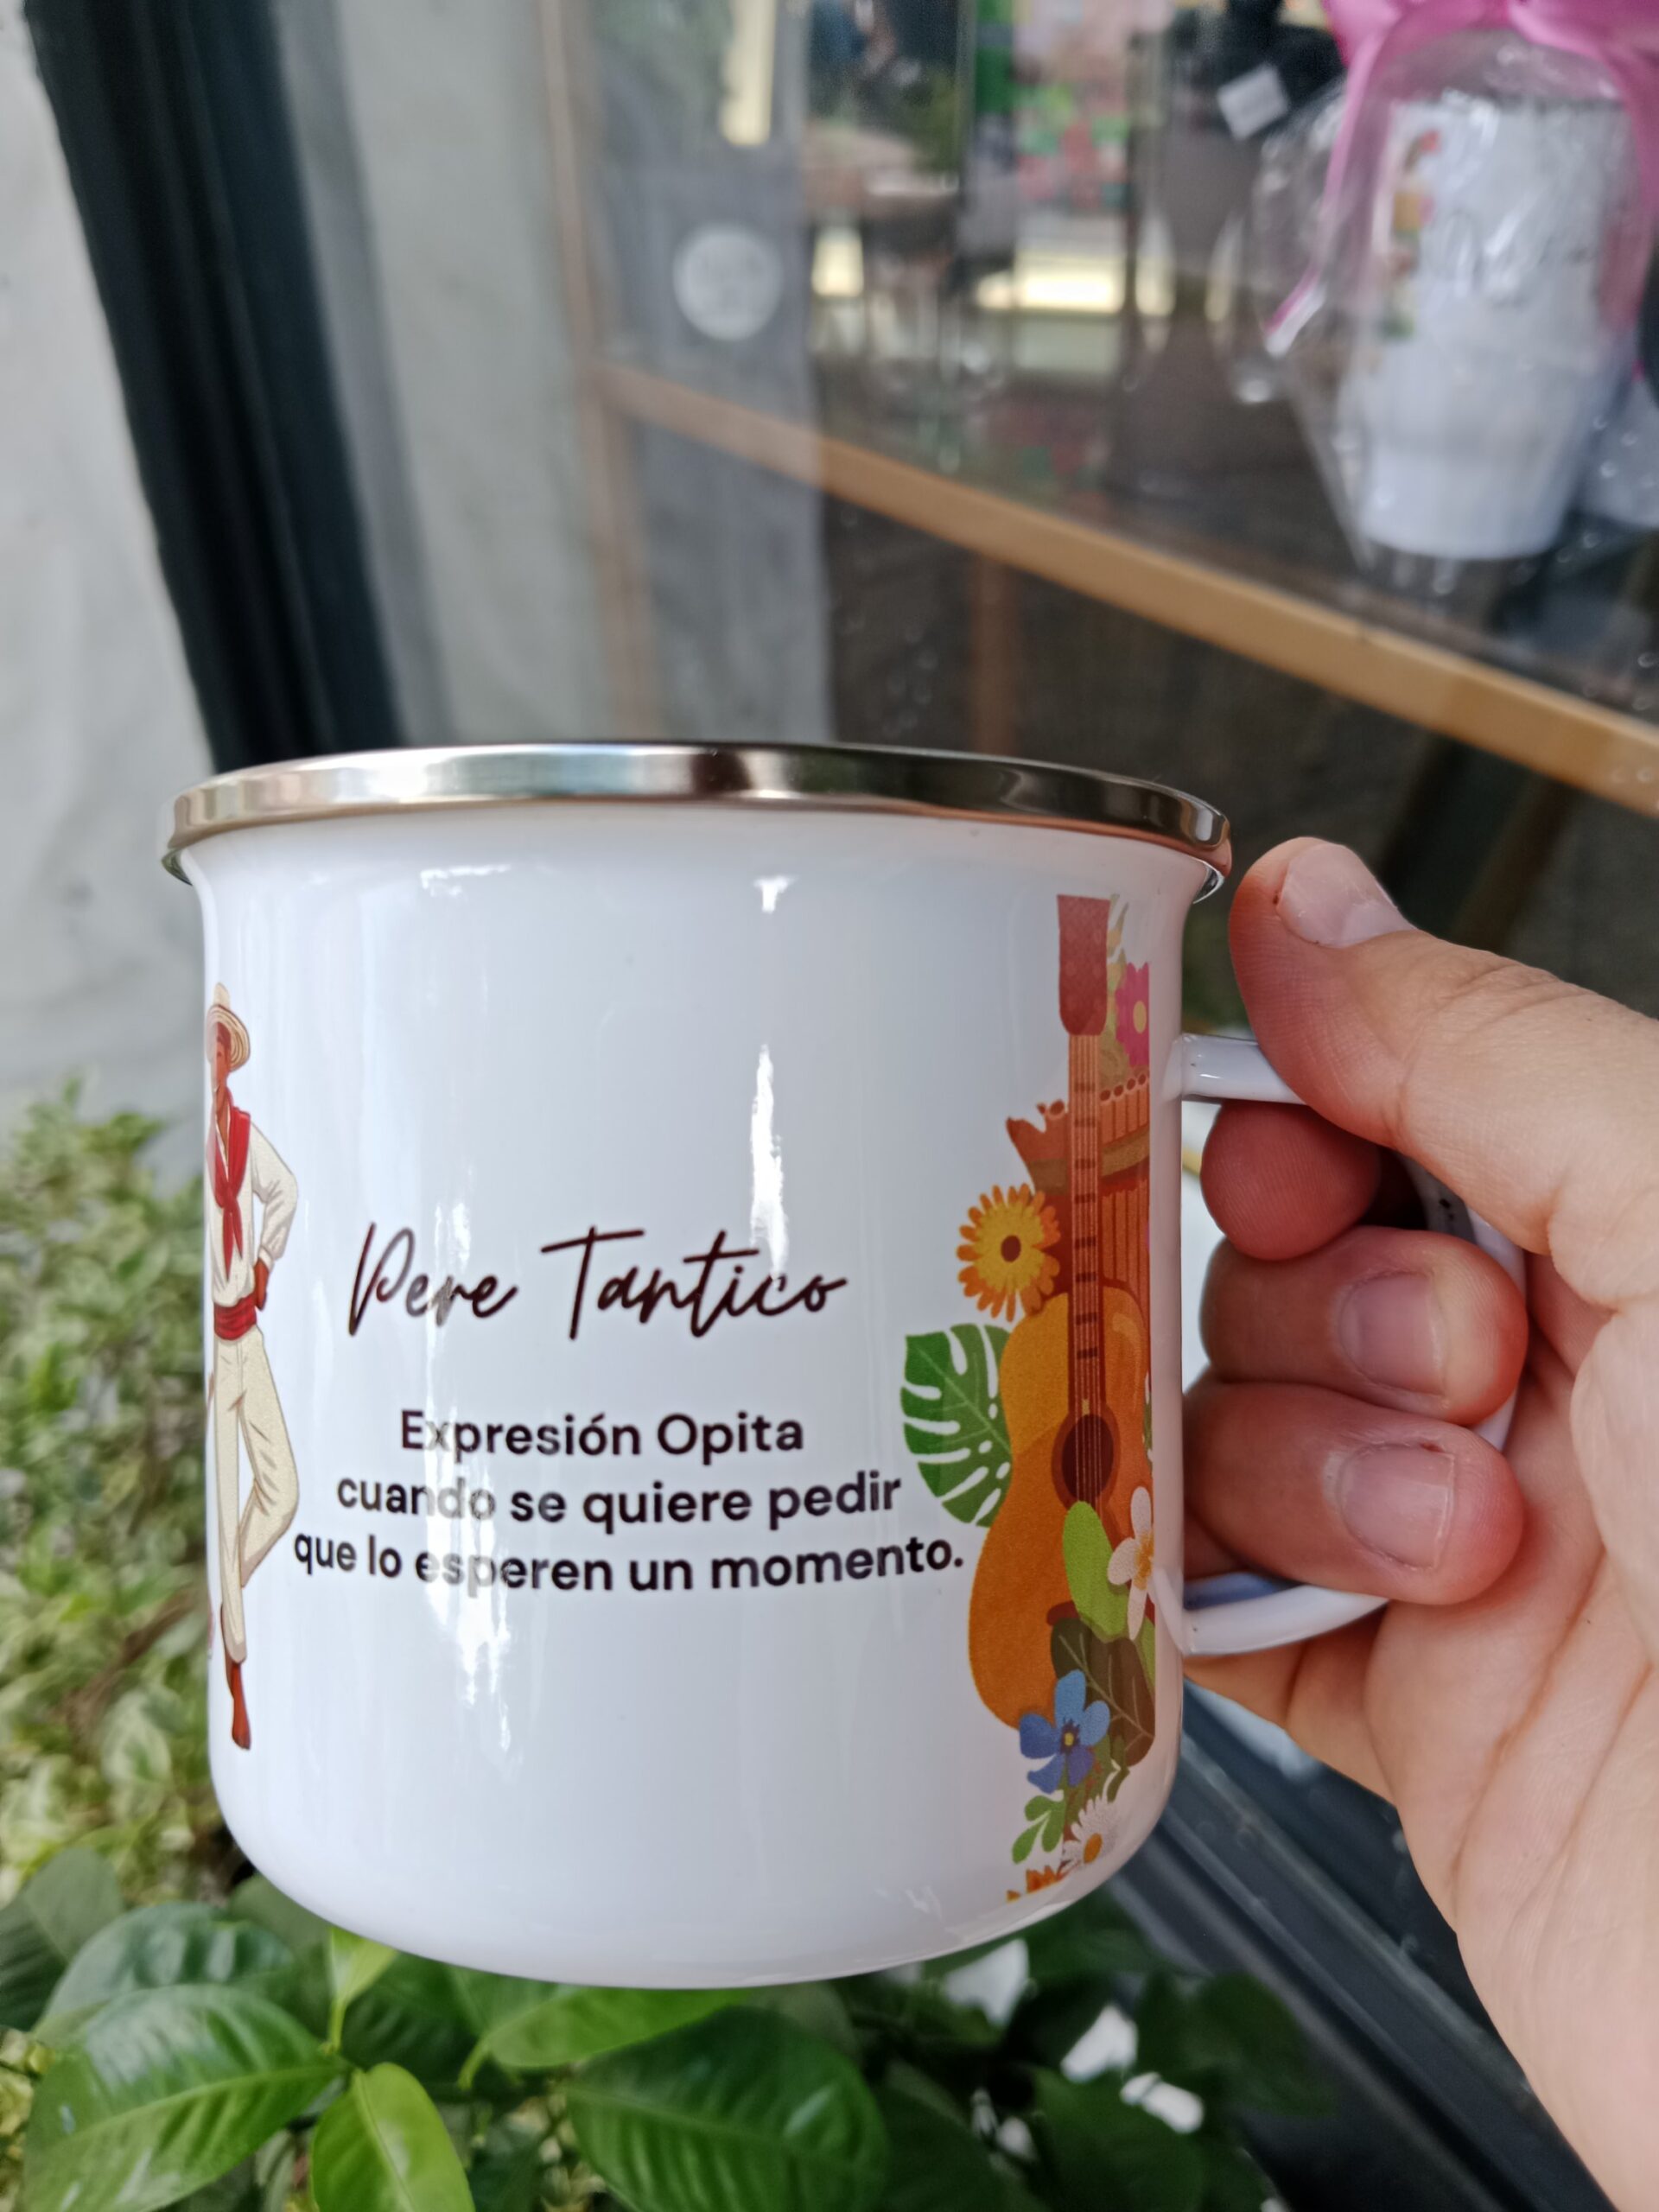 Pere Tantico
Expresión Opita
cuando se quiere pedir
que lo esperen un momento.